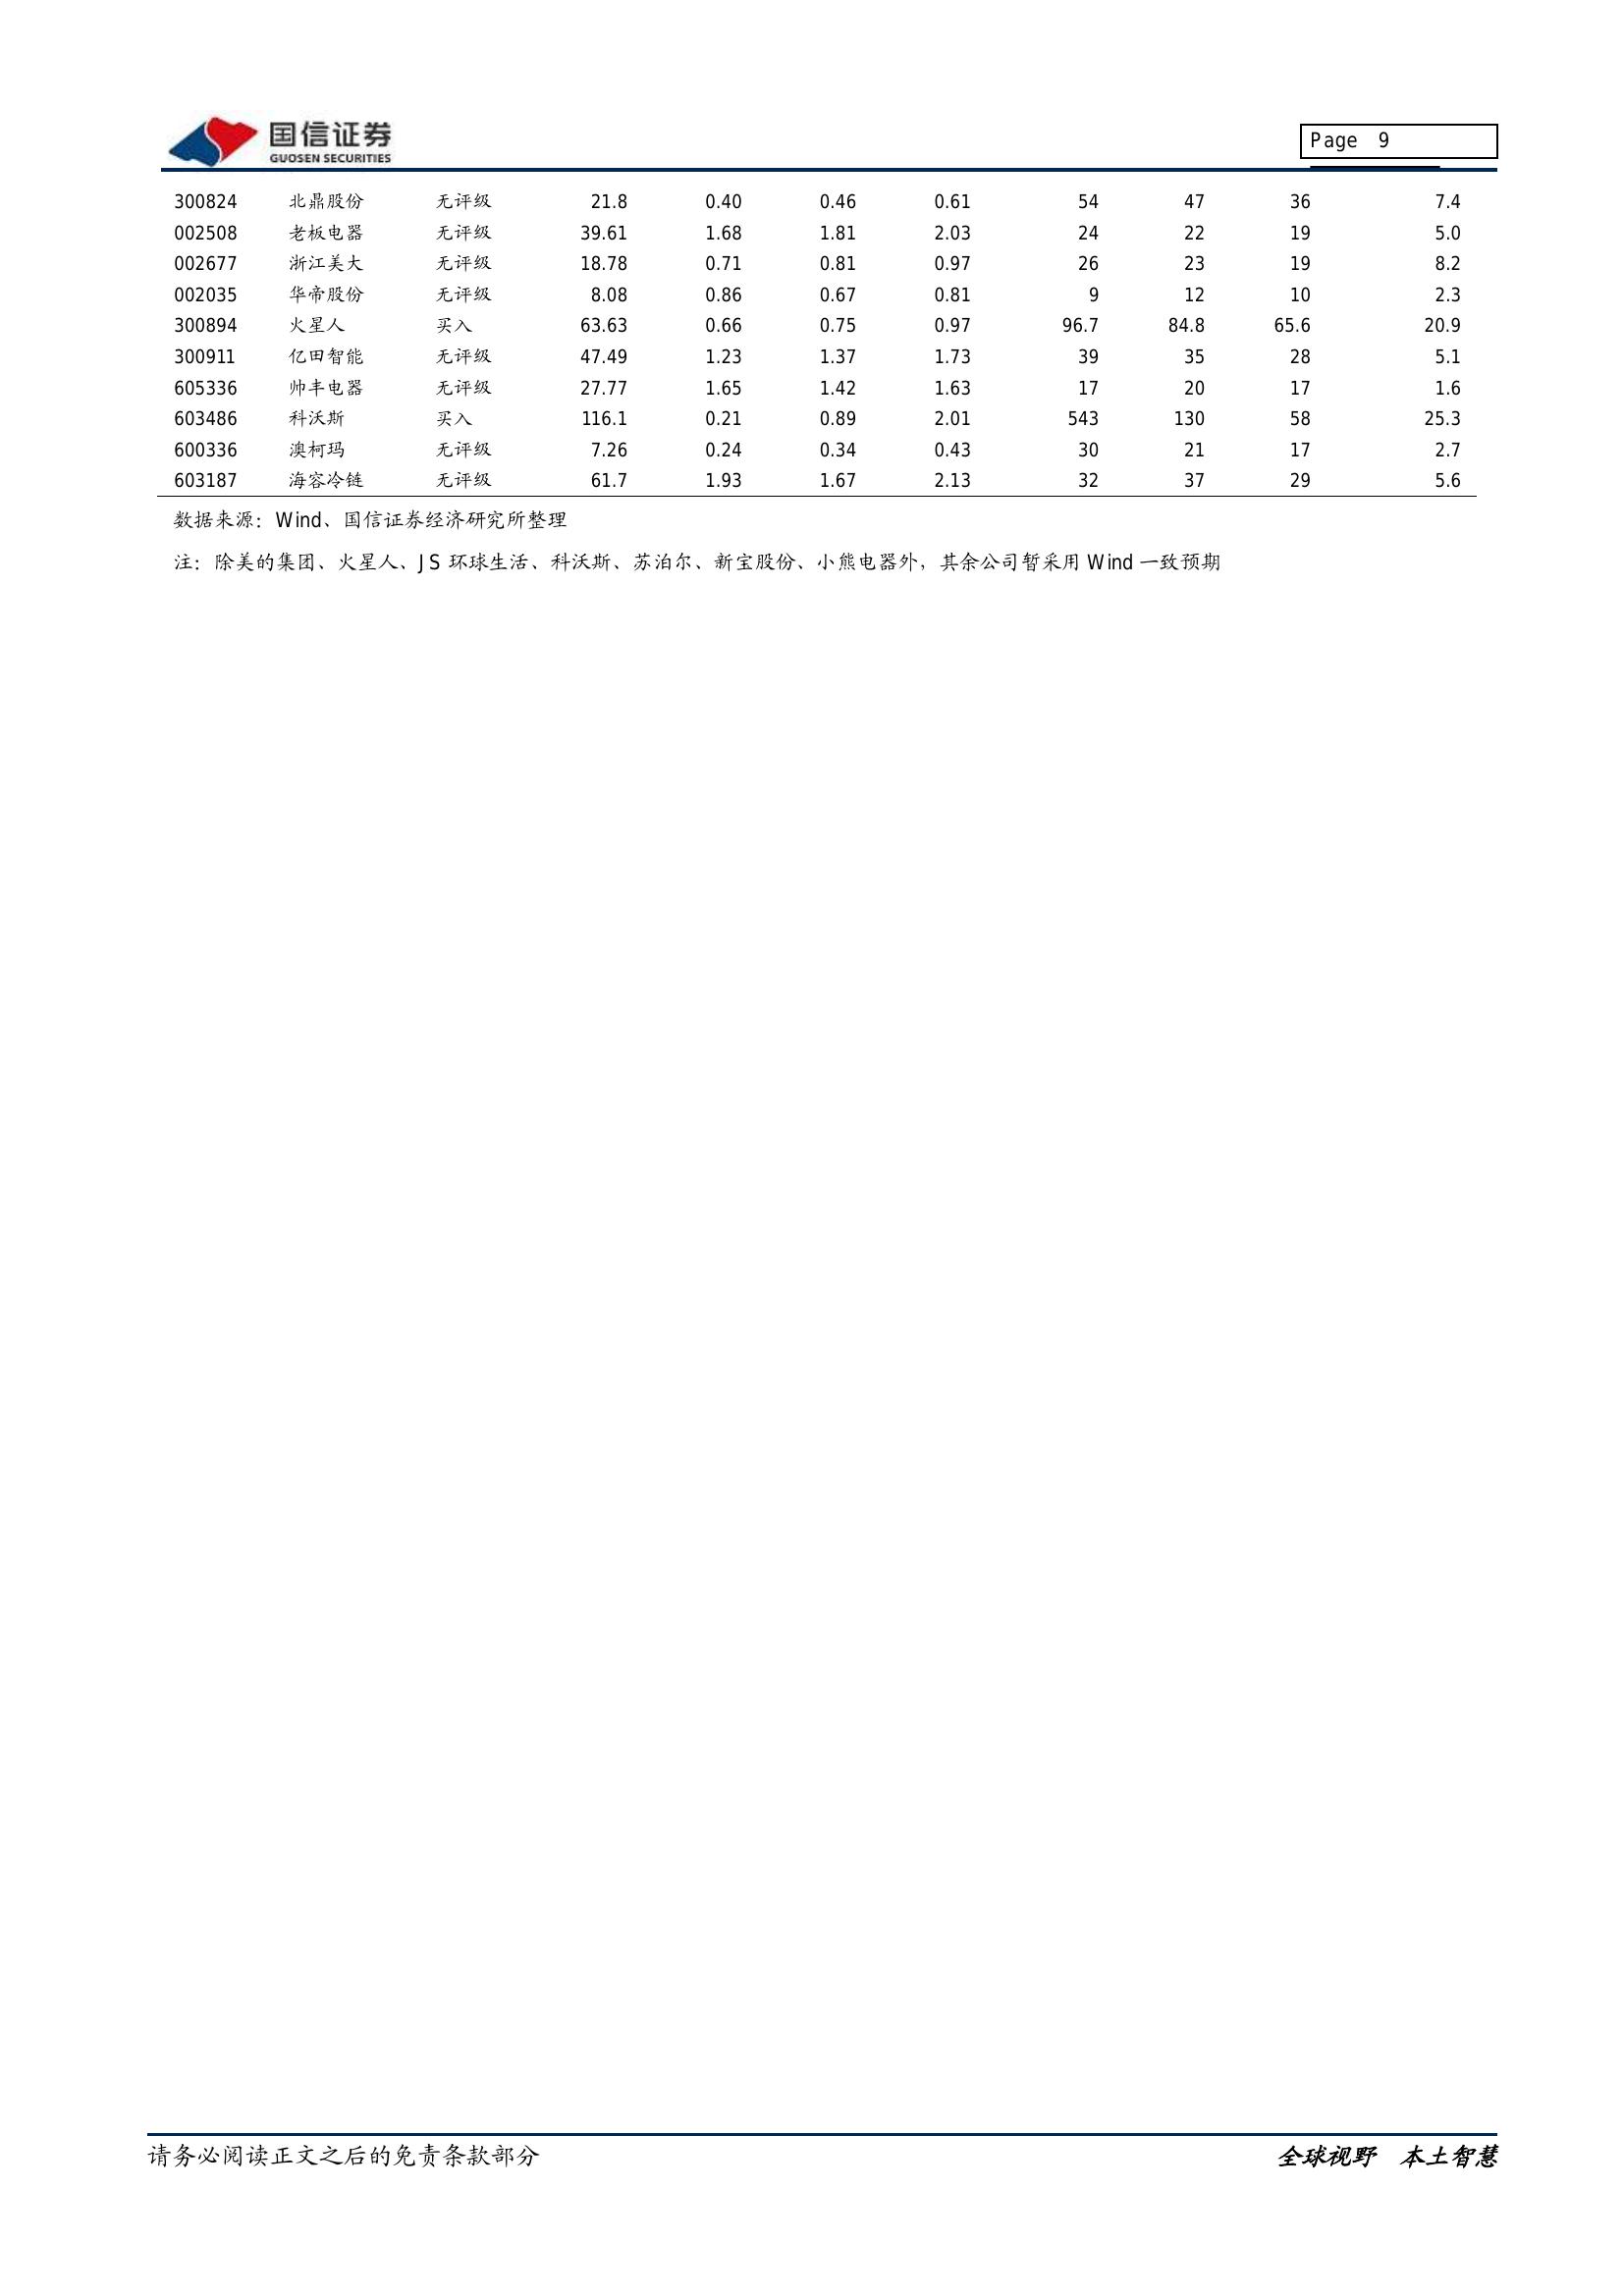 国信证券
GUOSEN SECURITIES
Page 9
300824 北鼎股份 无评级 21.8 0.40 0.46 0.61 54 47 36 7.4
002508 老板电器 无评级 39.61 1.68 1.81 2.03 24 22 19 5.0
002677 浙江美大 无评级 18.78 0.71 0.81 0.97 26 23 19 8.2
002035 华帝股份 无评级 8.08 0.86 0.67 0.81 9 12 10 2.3
300894 火星人 买入 63.63 0.66 0.75 0.97 96.7 84.8 65.6 20.9
300911 亿田智能 无评级 47.49 1.23 1.37 1.73 39 35 28 5.1
605336 帅丰电器 无评级 27.77 1.65 1.42 1.63 17 20 17 1.6
603486 科沃斯 买入 116.1 0.21 0.89 2.01 543 130 58 25.3
600336 澳柯玛 无评级 7.26 0.24 0.34 0.43 30 21 17 2.7
603187 海容冷链 无评级 61.7 1.93 1.67 2.13 32 37 29 5.6
数据来源：Wind、国信证券经济研究所整理
注：除美的集团、火星人、JS 环球生活、科沃斯、苏泊尔、新宝股份、小熊电器外，其余公司暂采用 Wind 一致预期
请务必阅读正文之后的免责条款部分
全球视野 本土智慧